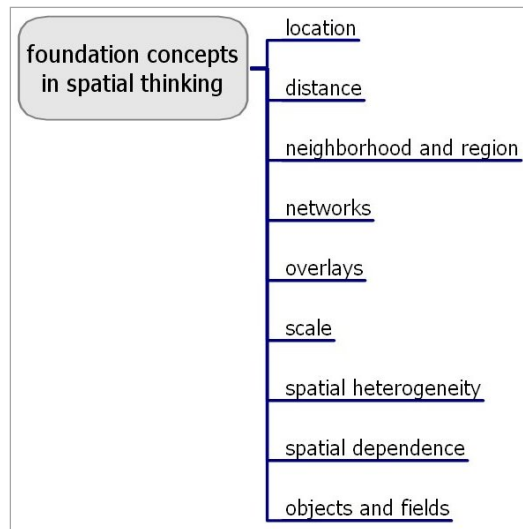 foundation concepts
in spatial thinking
location
distance
neighborhood and region
networks
overlays
scale
spatial heterogeneity
spatial dependence
objects and fields